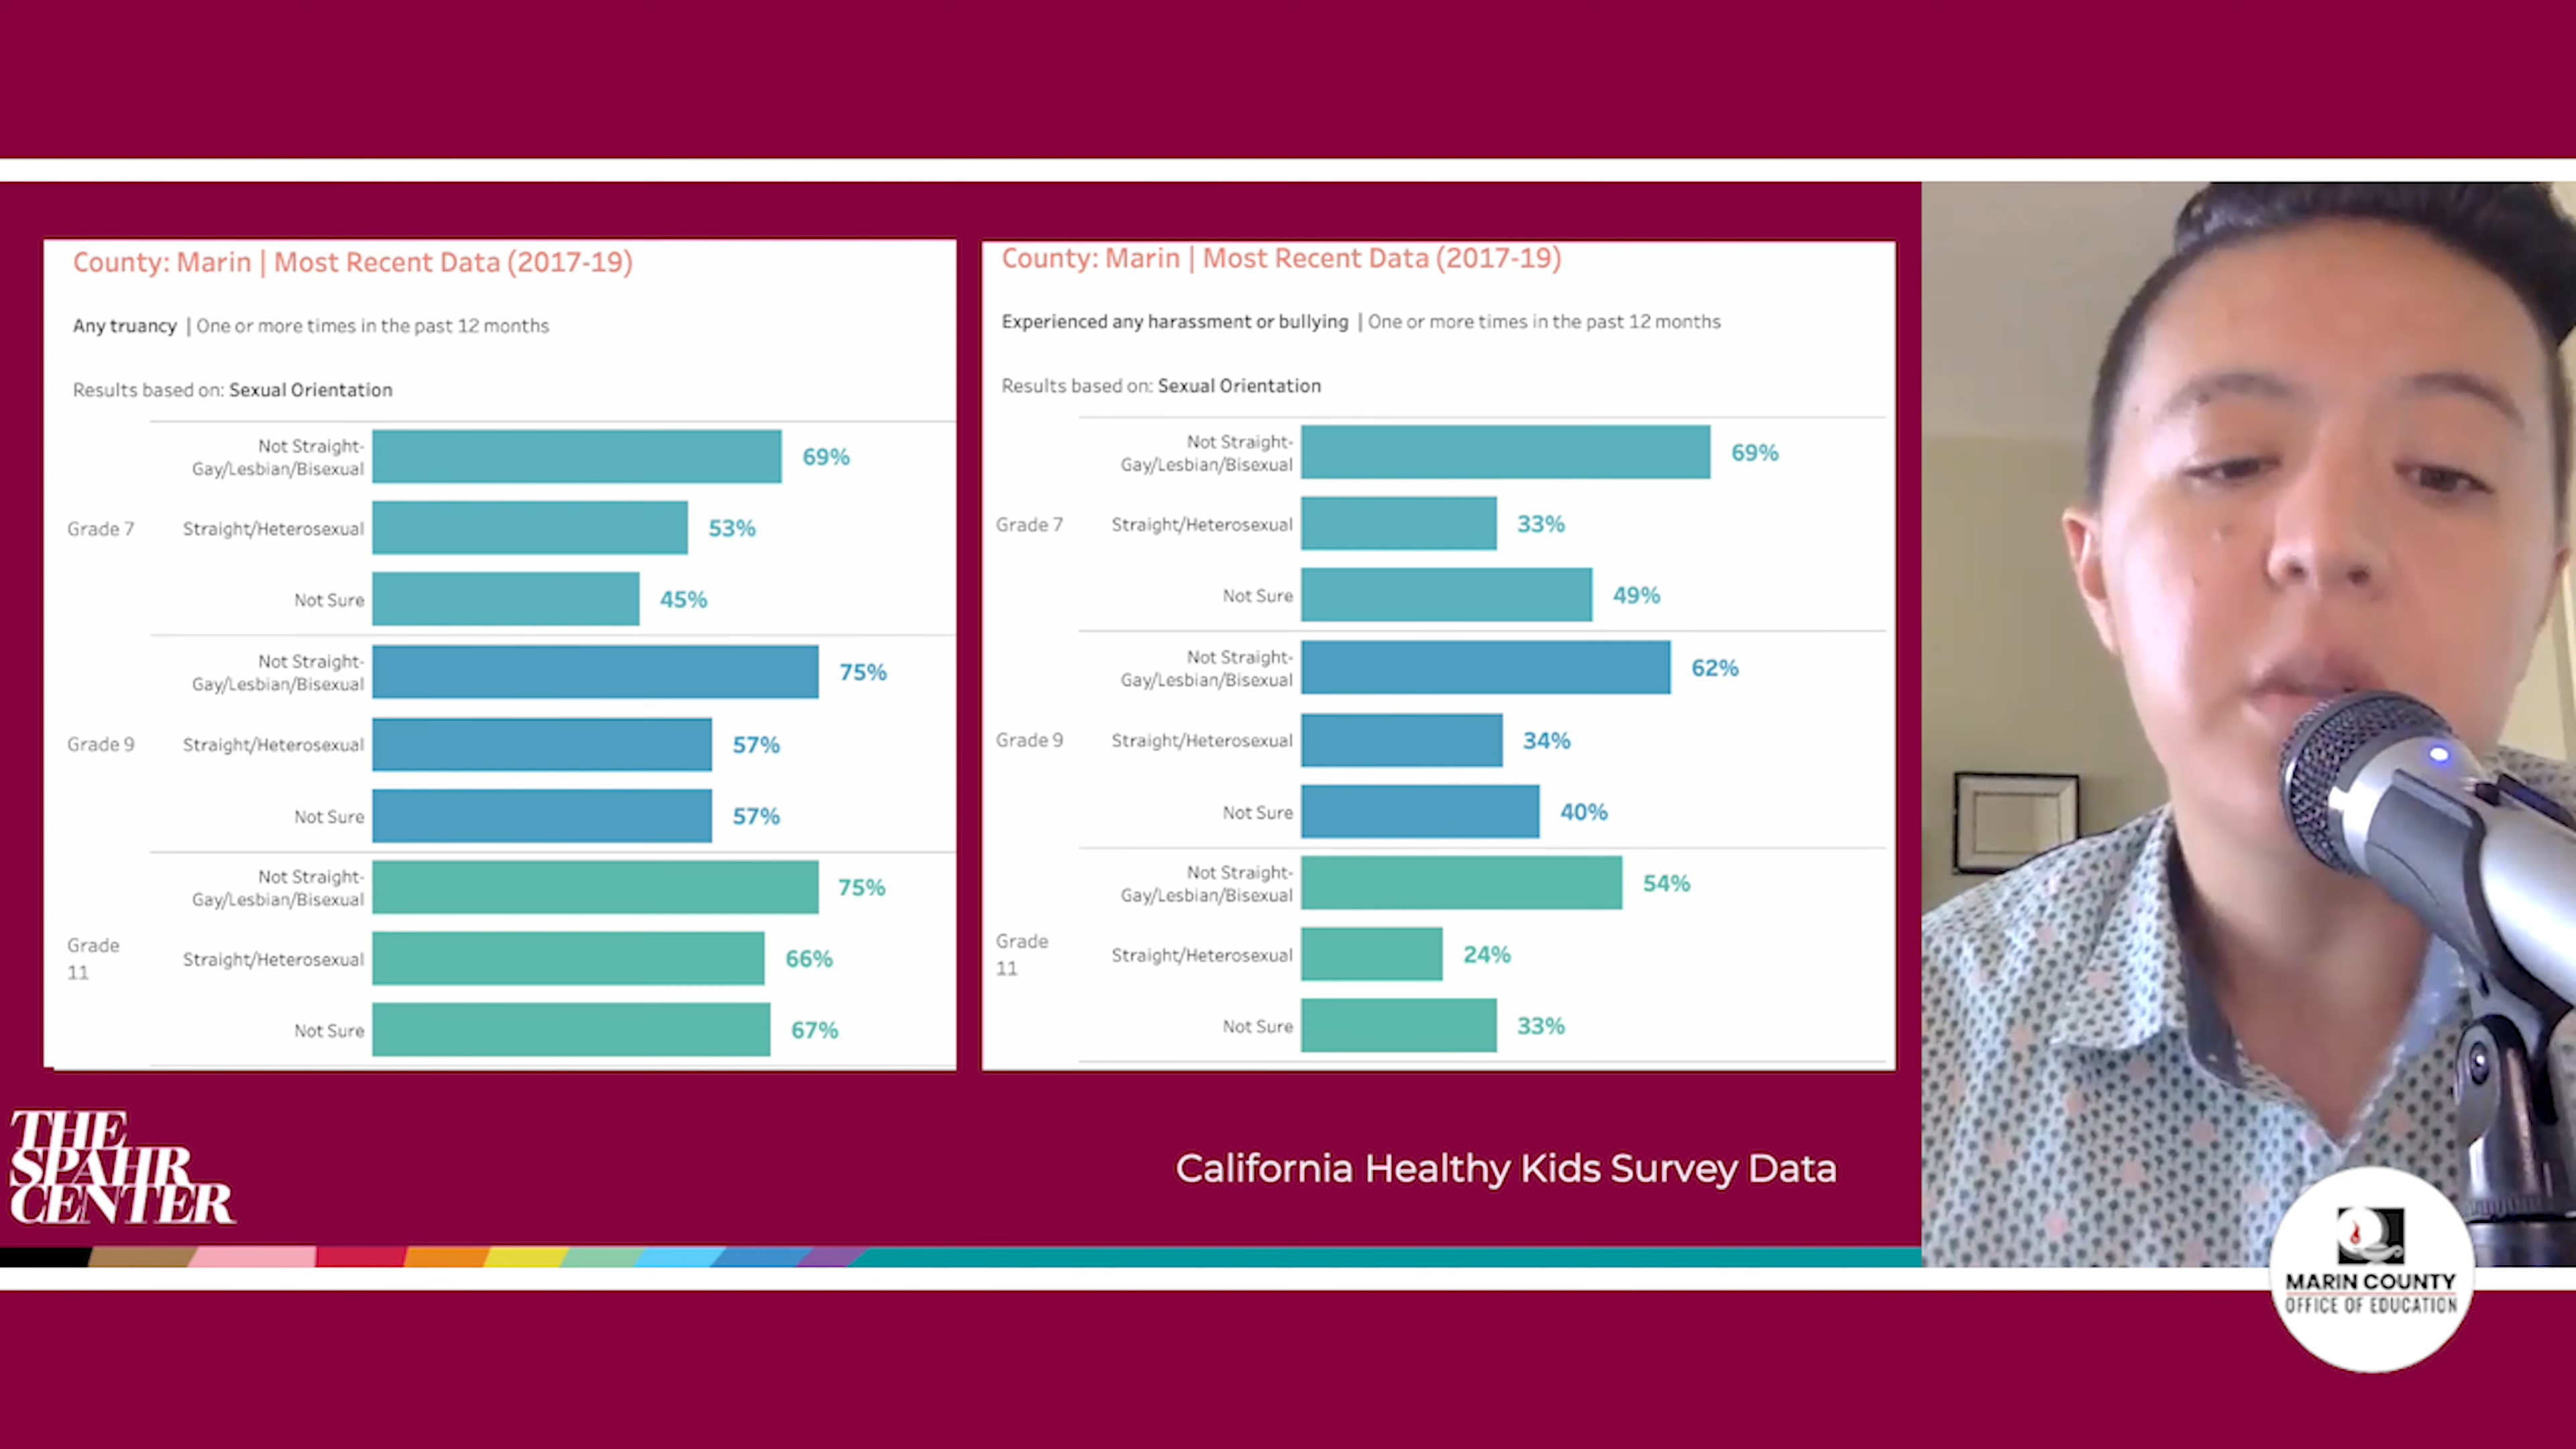 County: Marin | Most Recent Data (2017-19)
Any truancy | One or more times in the past 12 months
Results based on: Sexual Orientation
Grade 7
Not Straight-
Gay/Lesbian/Bisexual
69%
Straight/Heterosexual
53%
Not Sure
45%
Grade 9
Not Straight-
Gay/Lesbian/Bisexual
75%
Straight/Heterosexual
57%
Not Sure
57%
Grade
11
Not Straight-
Gay/Lesbian/Bisexual
75%
Straight/Heterosexual
66%
Not Sure
67%
County: Marin | Most Recent Data (2017-19)
Experienced any harassment or bullying | One or more times in the past 12 months
Results based on: Sexual Orientation
Grade 7
Not Straight-
Gay/Lesbian/Bisexual
69%
Straight/Heterosexual
33%
Not Sure
49%
Grade 9
Not Straight-
Gay/Lesbian/Bisexual
62%
Straight/Heterosexual
34%
Not Sure
40%
Grade
11
Not Straight-
Gay/Lesbian/Bisexual
54%
Straight/Heterosexual
24%
Not Sure
33%
THE
SPAHR
CENTER
California Healthy Kids Survey Data
MARIN COUNTY
OFFICE OF EDUCATION